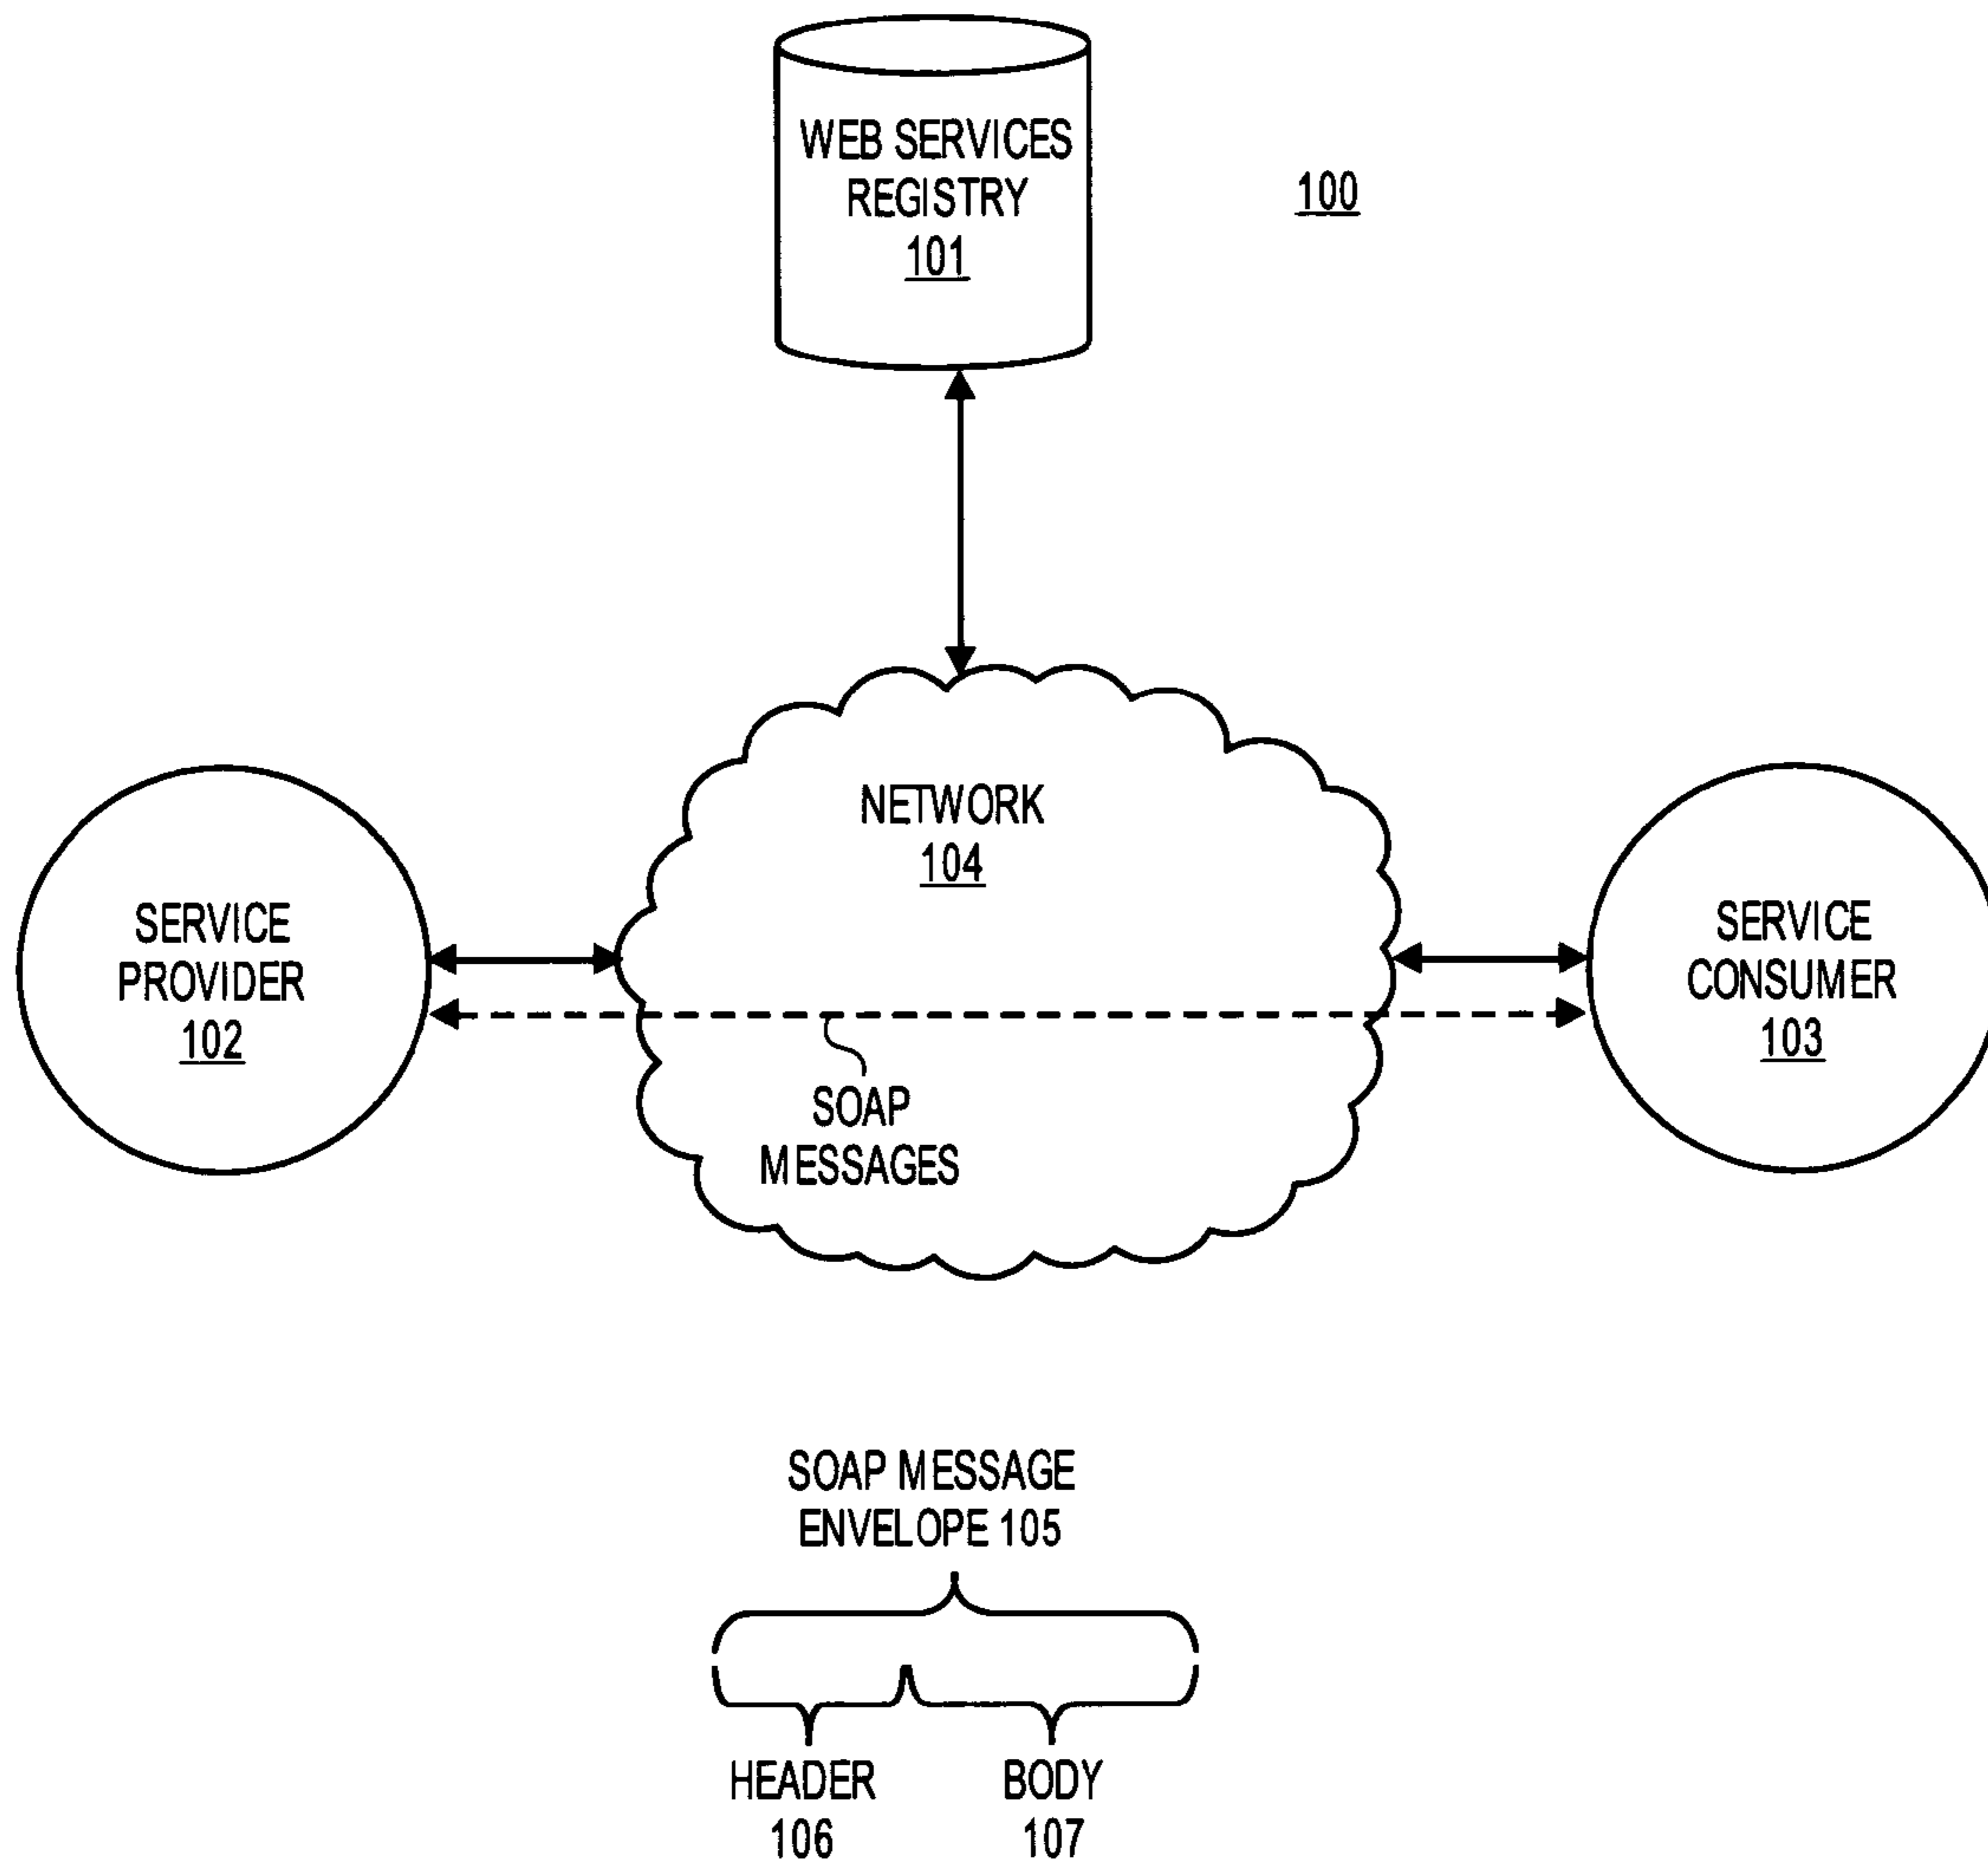 WEB SERVICES
REGISTRY
101
100
NETWORK
104
SERVICE
PROVIDER
102
SERVICE
CONSUMER
103
SOAP
MESSAGES
SOAP MESSAGE
ENVELOPE 105
HEADER
106
BODY
107